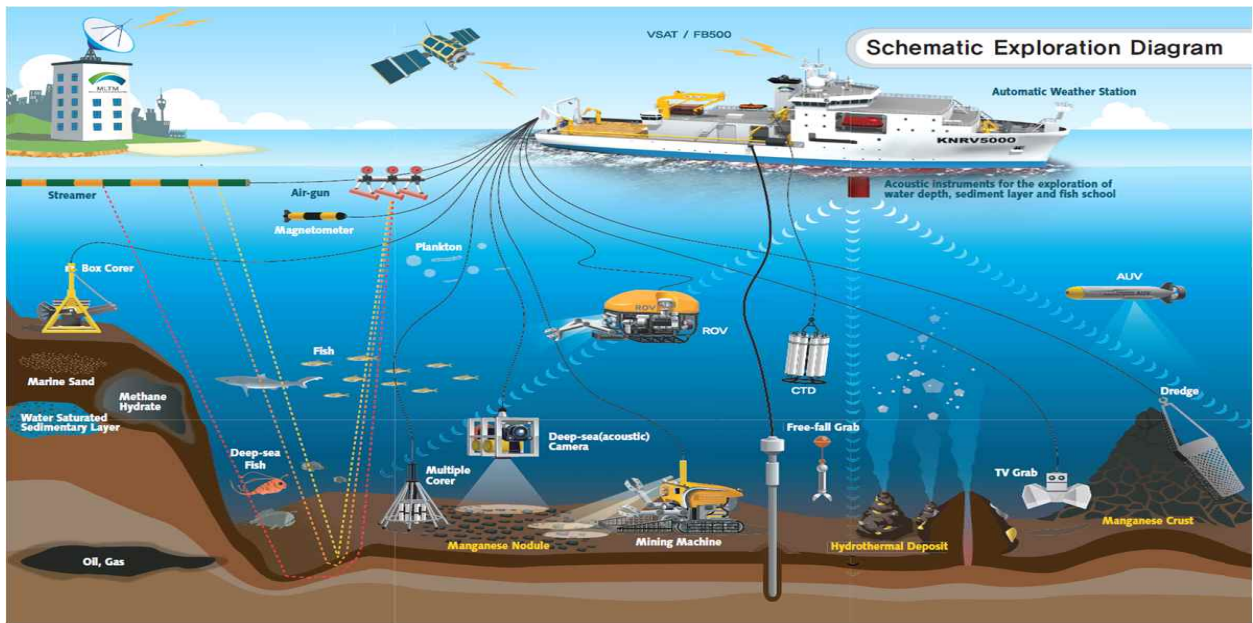 VSAT / FB500
Schematic Exploration Diagram
MLTM
Automatic Weather Station
KNRV5000
Streamer
Air-gun
Acoustic instruments for the exploration of
water depth, sediment layer and fish school
Magnetometer
Plankton
Box Corer
AUV
ROV
ROV
Fish
Marine Sand
Methane
Hydrate
CTD
Dredge
Water Saturated
Sedimentary Layer
Free-fall Grab
Deep-sea(acoustic)
Camera
Deep-sea
Fish
Multiple
Corer
TV Grab
Manganese Crust
Manganese Nodule
Mining Machine
Hydrothermal Deposit
Oil, Gas